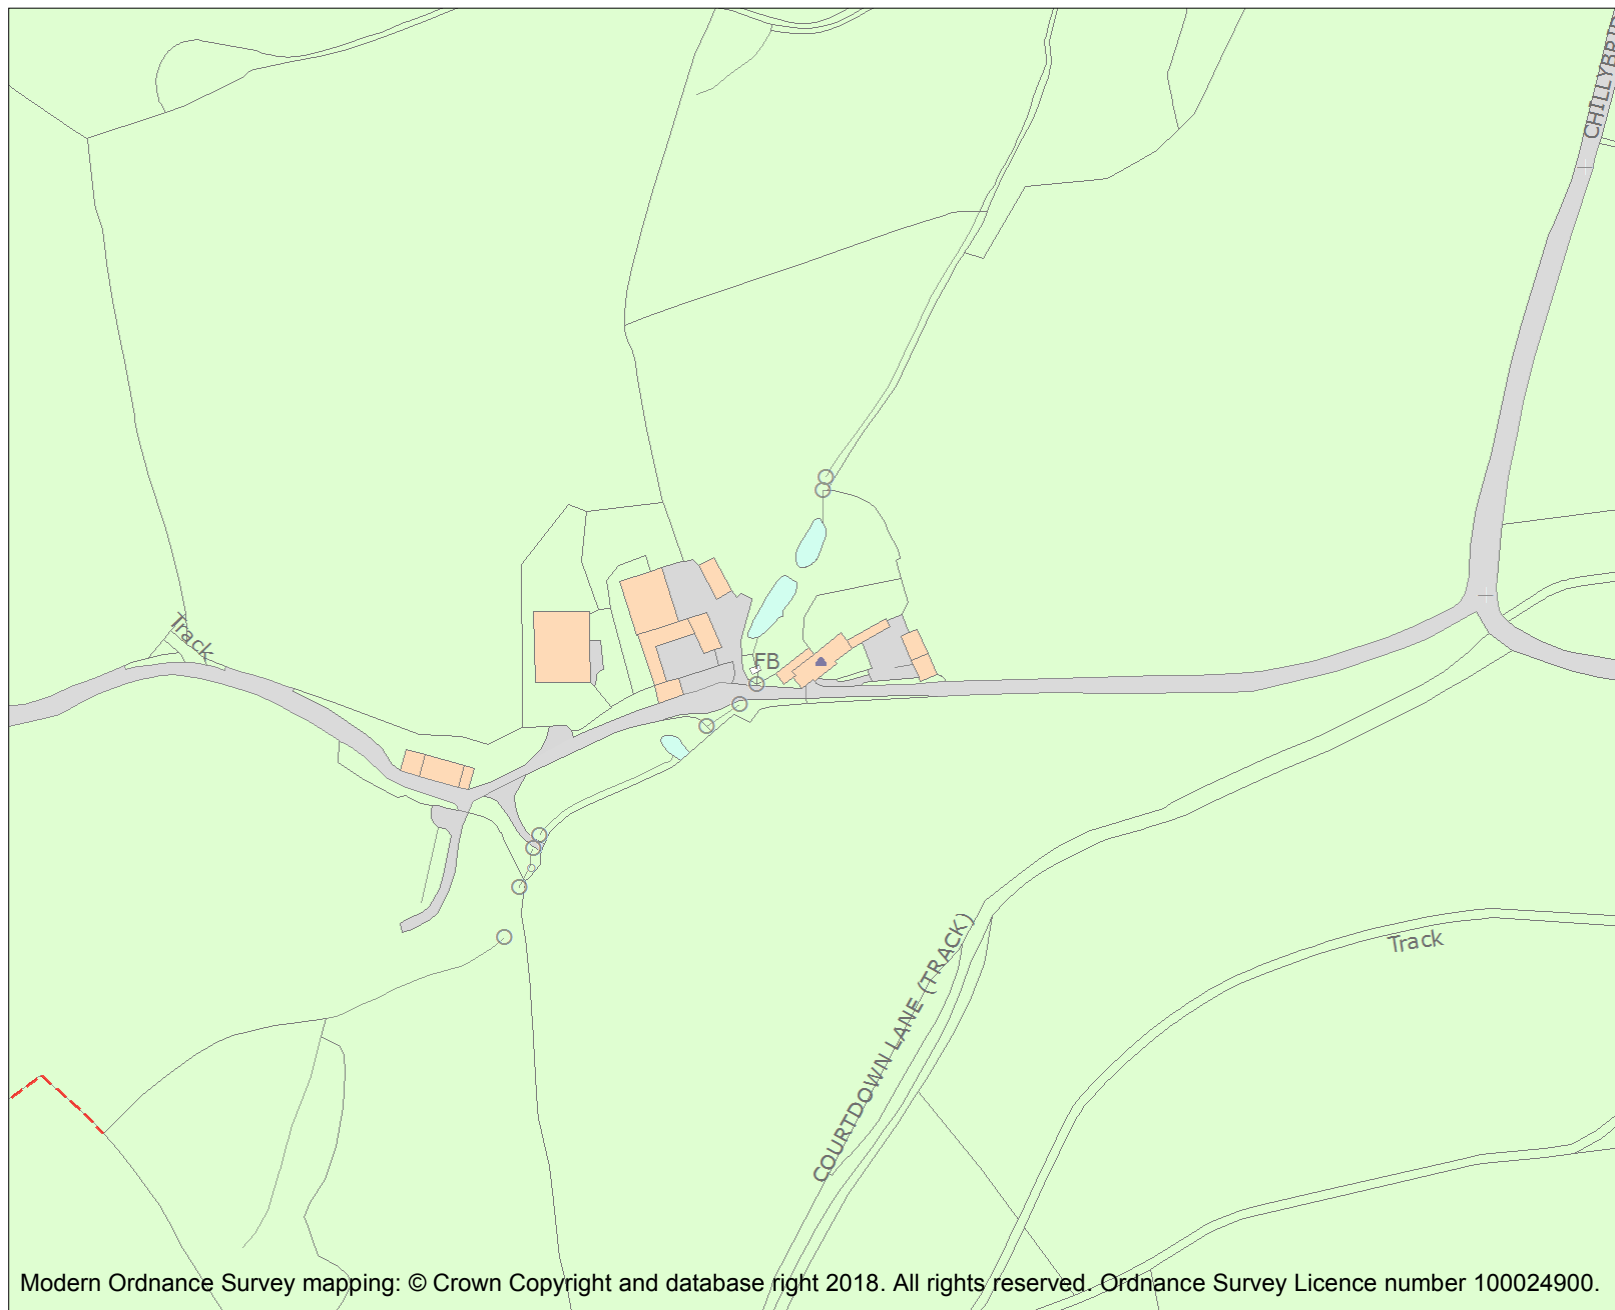 Track
FB
COURTDOWN LANE (TRACK)
Track
Modern Ordnance Survey mapping: © Crown Copyright and database right 2018. All rights reserved. Ordnance Survey Licence number 100024900.